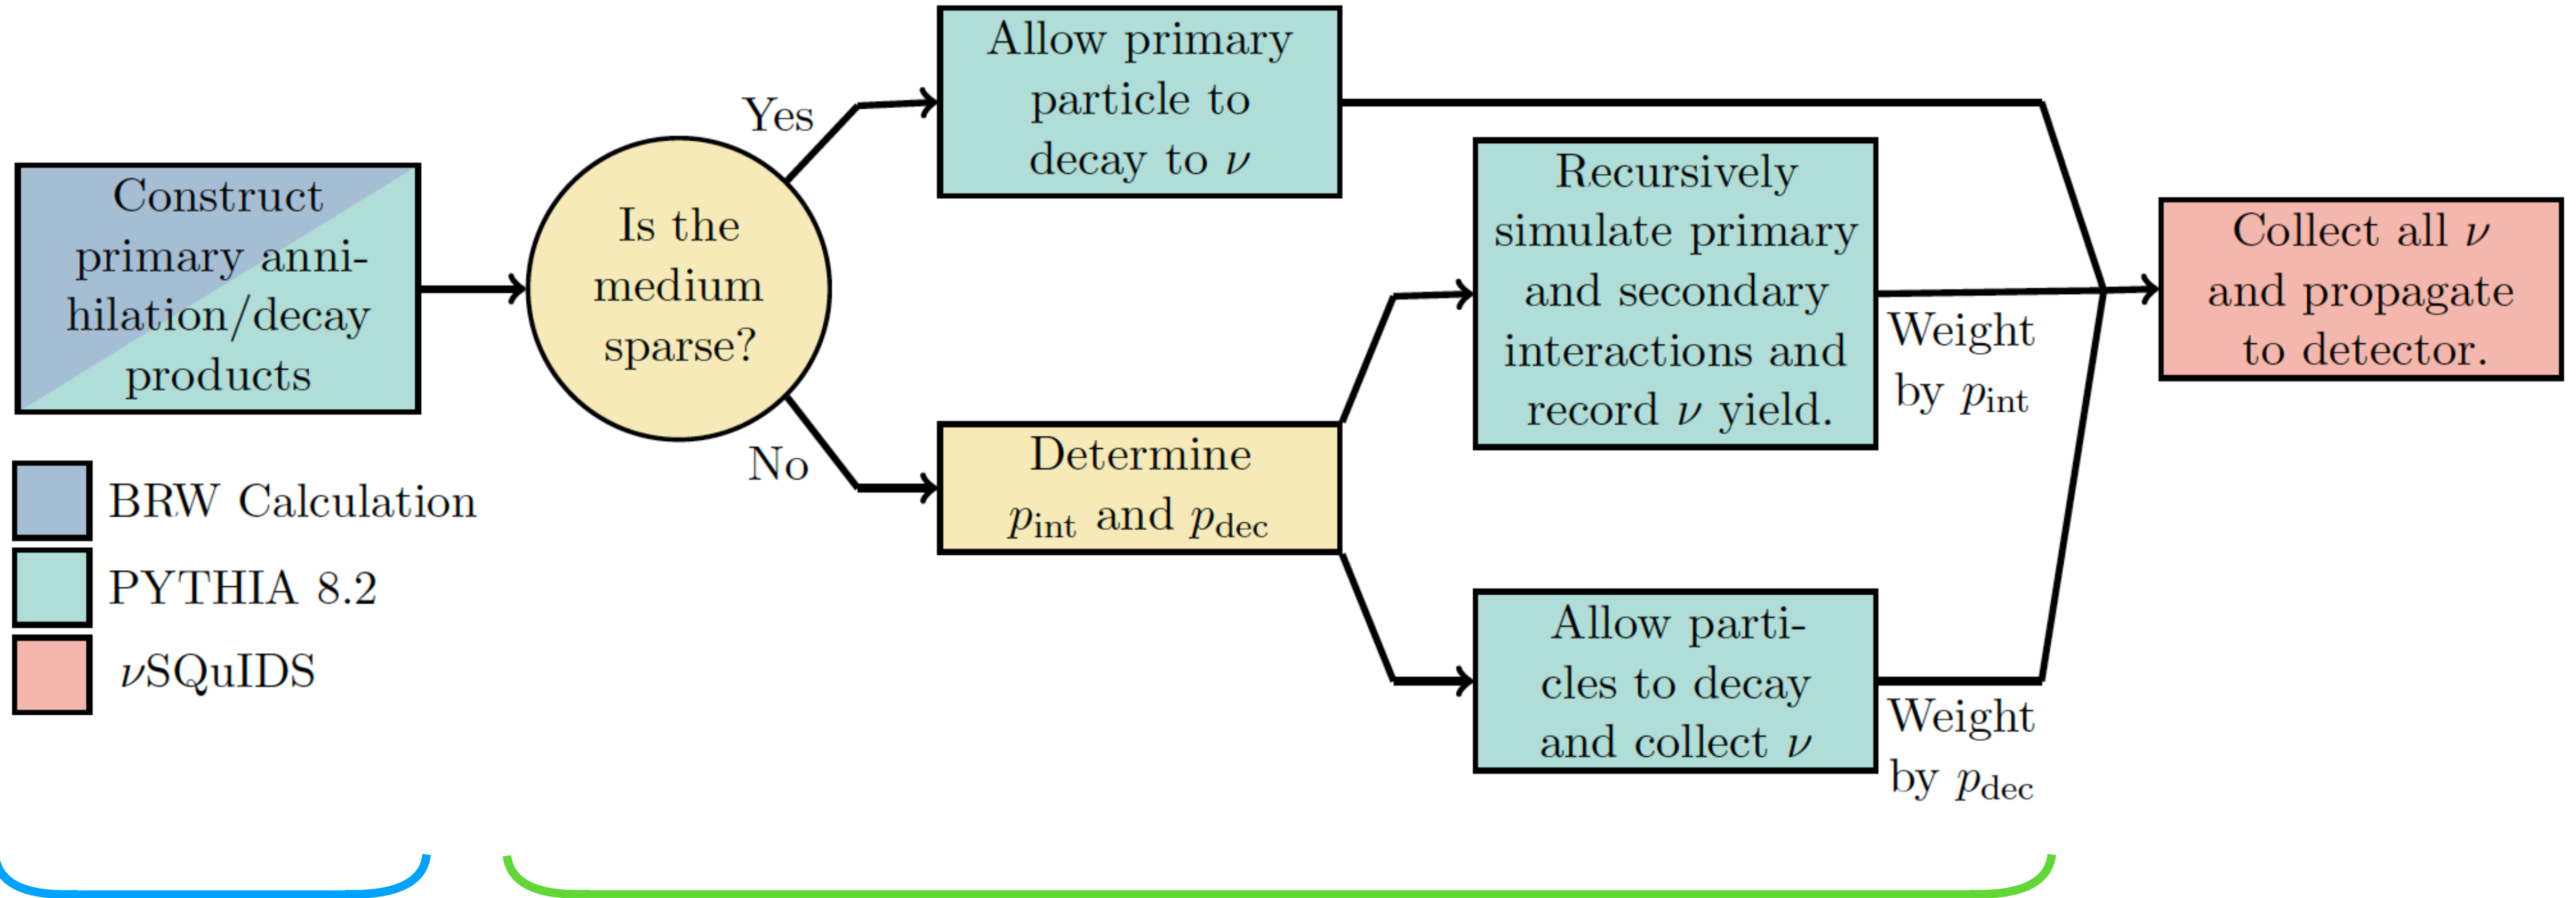 Construct
primary anni-
hilation/decay
products
Is the
medium
sparse?
Yes
No
Allow primary
particle to
decay to ν
Determine
p_int and p_dec
Recursively
simulate primary
and secondary
interactions and
record ν yield.
Weight
by p_int
Allow parti-
cles to decay
and collect ν
Weight
by p_dec
Collect all ν
and propagate
to detector.
BRW Calculation
PYTHIA 8.2
νSQuIDS